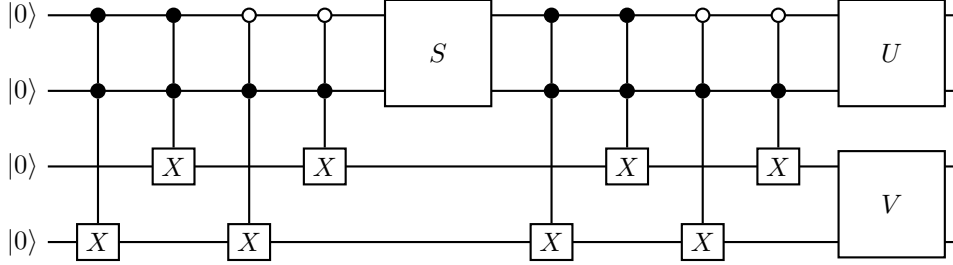 |0⟩ S U
|0⟩
|0⟩ X X X X V
|0⟩ X X X X